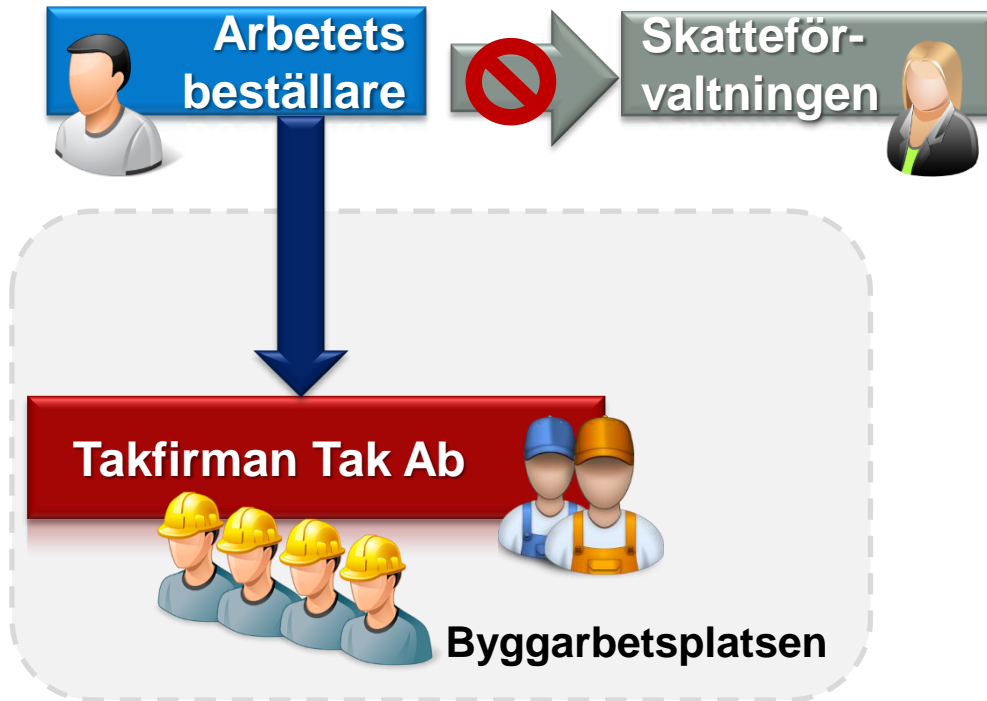 Arbetets
beställare
Skatteför-
valtningen
Takfirman Tak Ab
Byggarbetsplatsen